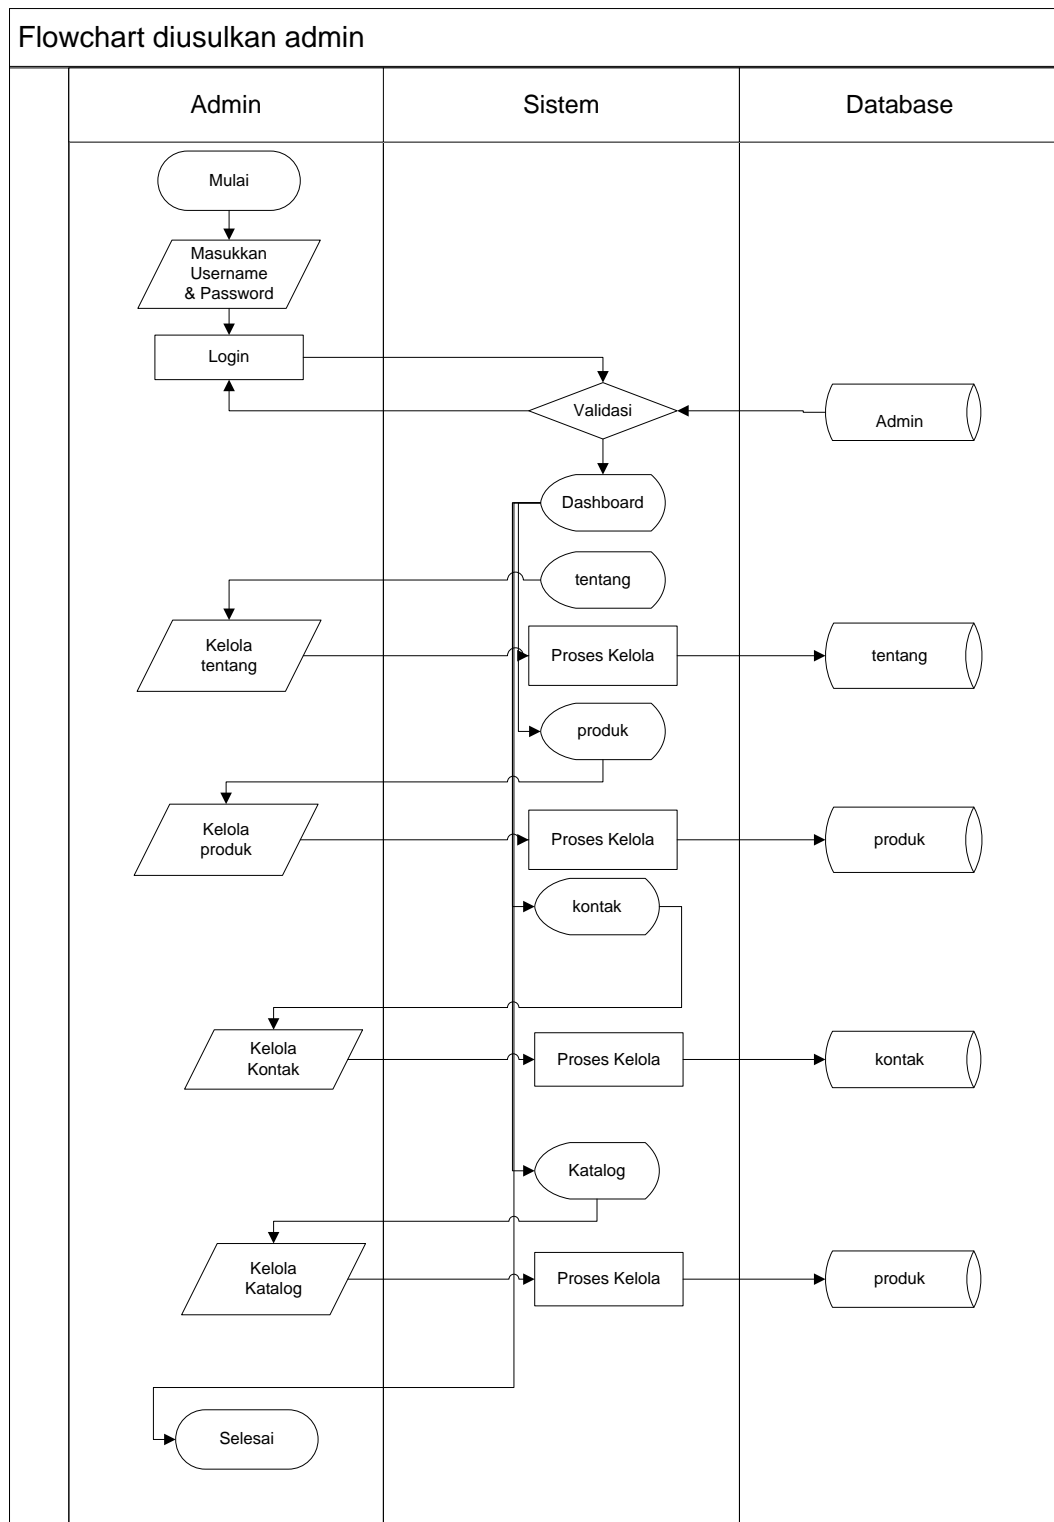 Flowchart diusulkan admin
Admin
Sistem
Database
Mulai
Masukkan
Username
& Password
Login
Validasi
Admin
Dashboard
tentang
Kelola
tentang
Proses Kelola
tentang
produk
Kelola
produk
Proses Kelola
produk
kontak
Kelola
Kontak
Proses Kelola
kontak
Katalog
Kelola
Katalog
Proses Kelola
produk
Selesai